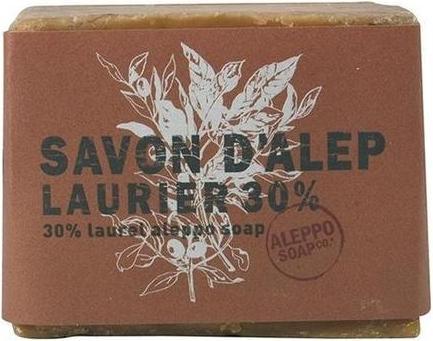 SAVON D'ALEP
LAURIER 30%
30% laurel aleppo soap
ALEPPO
SOAP
CO.